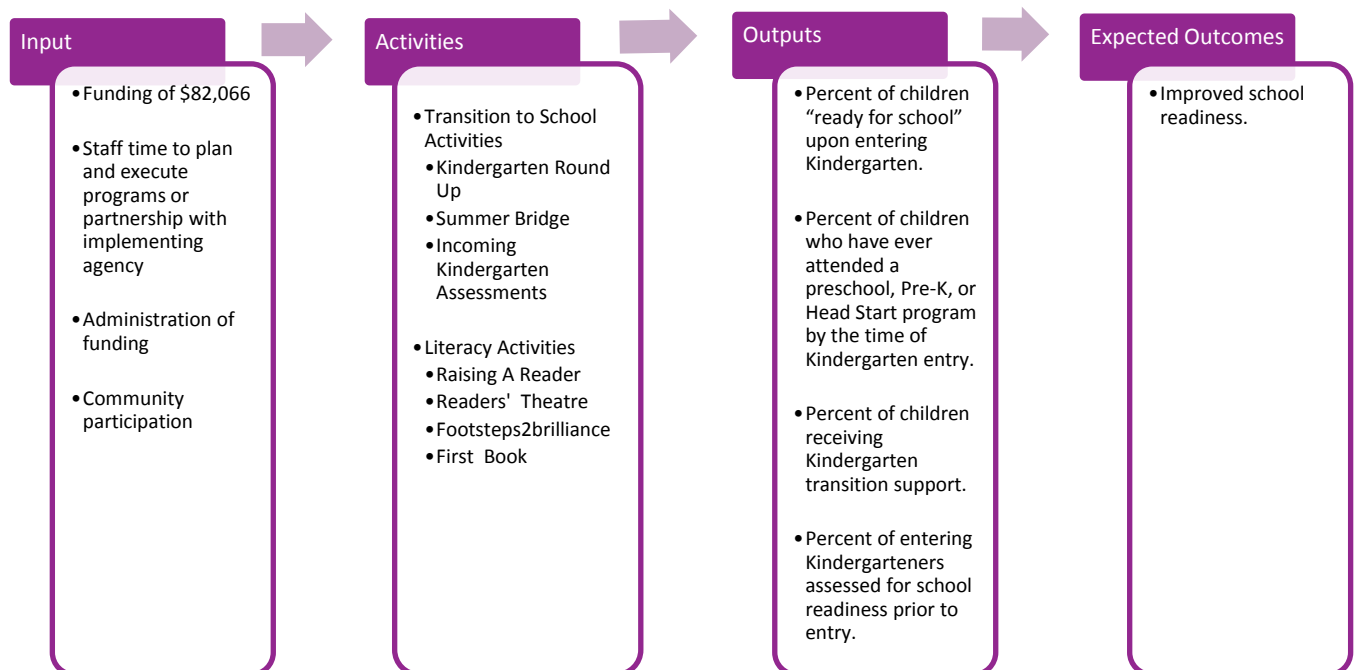 Input
•Funding of $82,066
•Staff time to plan
and execute
programs or
partnership with
implementing
agency
•Administration of
funding
•Community
participation
Activities
•Transition to School
Activities
•Kindergarten Round
Up
•Summer Bridge
•Incoming
Kindergarten
Assessments
•Literacy Activities
•Raising A Reader
•Readers' Theatre
•Footsteps2brilliance
•First Book
Outputs
•Percent of children
“ready for school”
upon entering
Kindergarten.
•Percent of children
who have ever
attended a
preschool, Pre-K, or
Head Start program
by the time of
Kindergarten entry.
•Percent of children
receiving
Kindergarten
transition support.
•Percent of entering
Kindergarteners
assessed for school
readiness prior to
entry.
Expected Outcomes
•Improved school
readiness.